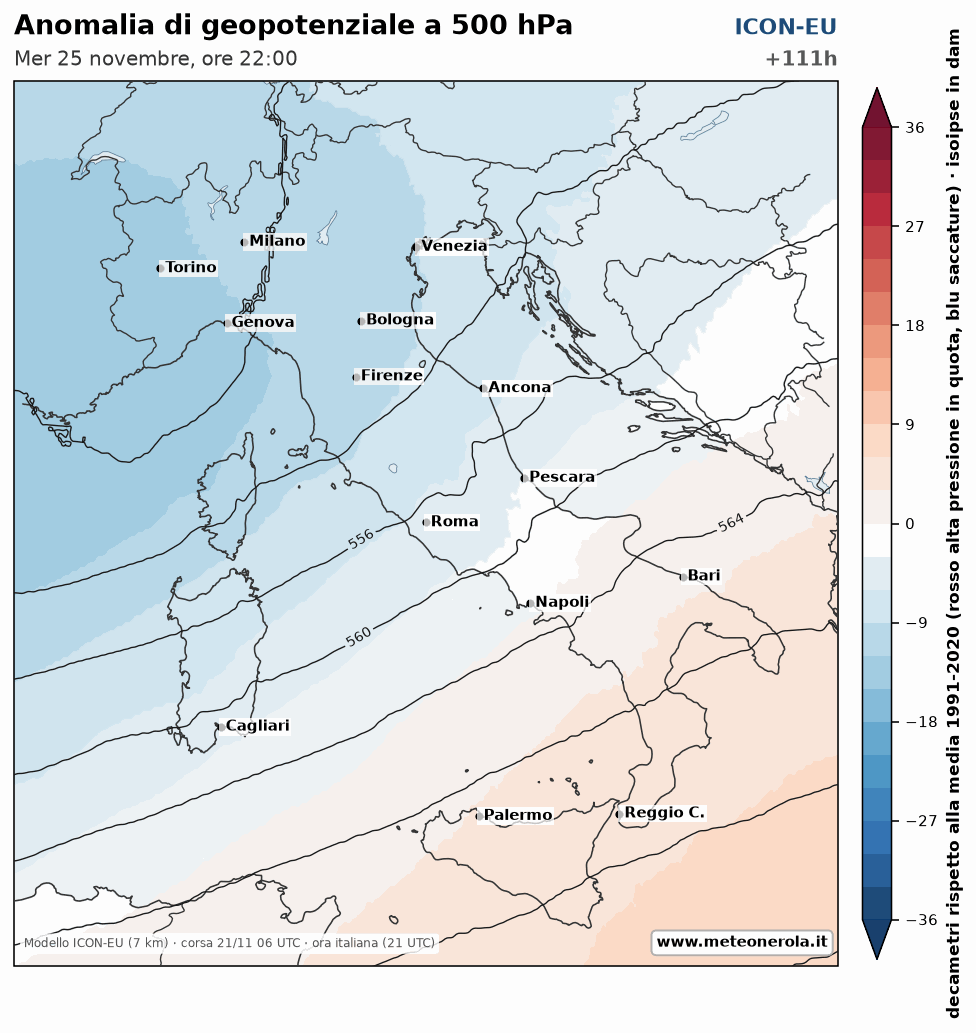 Anomalia di geopotenziale a 500 hPa
ICON-EU
Mer 25 novembre, ore 22:00
+111h
Milano
Venezia
Torino
Genova
Bologna
Firenze
Ancona
Pescara
Roma
556
564
Bari
Napoli
560
Cagliari
Palermo
Reggio C.
Modello ICON-EU (7 km) · corsa 21/11 06 UTC · ora italiana (21 UTC)
www.meteonerola.it
36
27
18
9
0
−9
−18
−27
−36
decametri rispetto alla media 1991-2020 (rosso alta pressione in quota, blu saccatura) · isoipse in dam